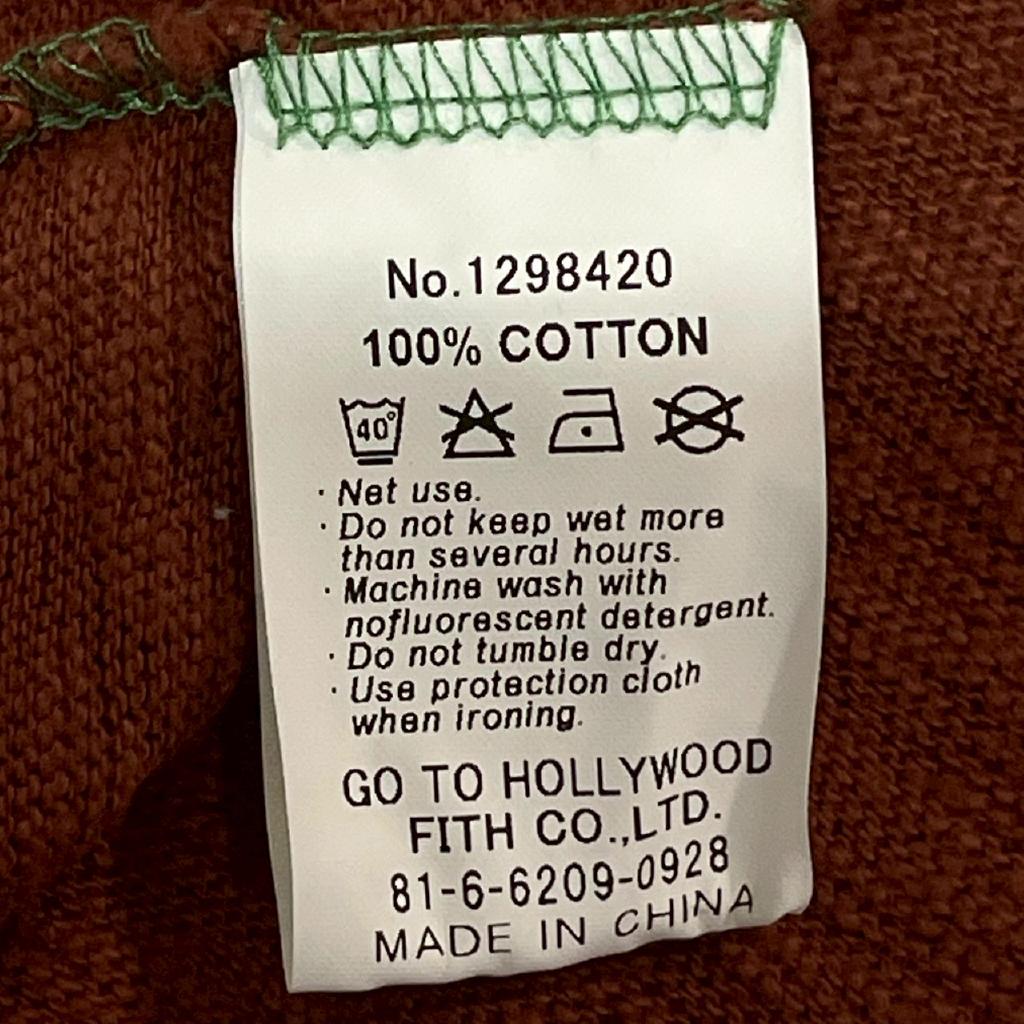 No.1298420
100% COTTON
40°
· Net use.
· Do not keep wet more
than several hours.
· Machine wash with
nofluorescent detergent.
· Do not tumble dry.
· Use protection cloth
when ironing.
GO TO HOLLYWOOD
FITH CO.,LTD.
81-6-6209-0928
MADE IN CHINA